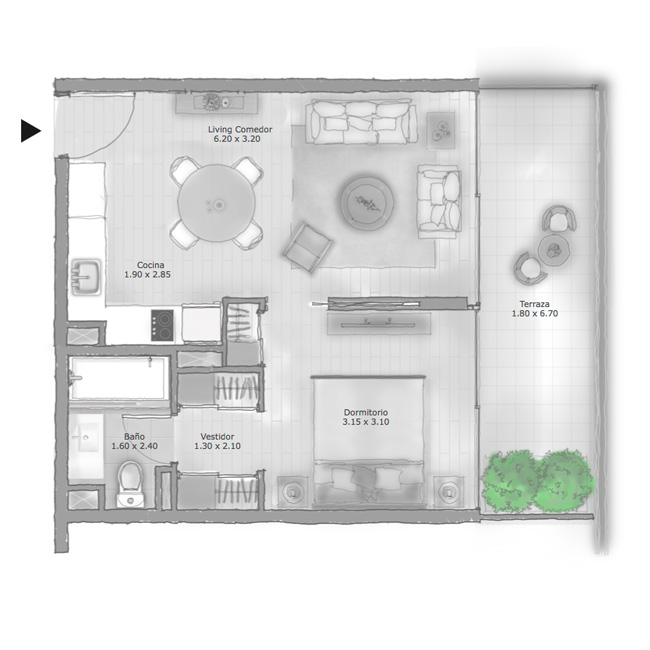 Living Comedor
6.20 x 3.20
Cocina
1.90 x 2.85
Terraza
1.80 x 6.70
Dormitorio
3.15 x 3.10
Baño
1.60 x 2.40
Vestidor
1.30 x 2.10